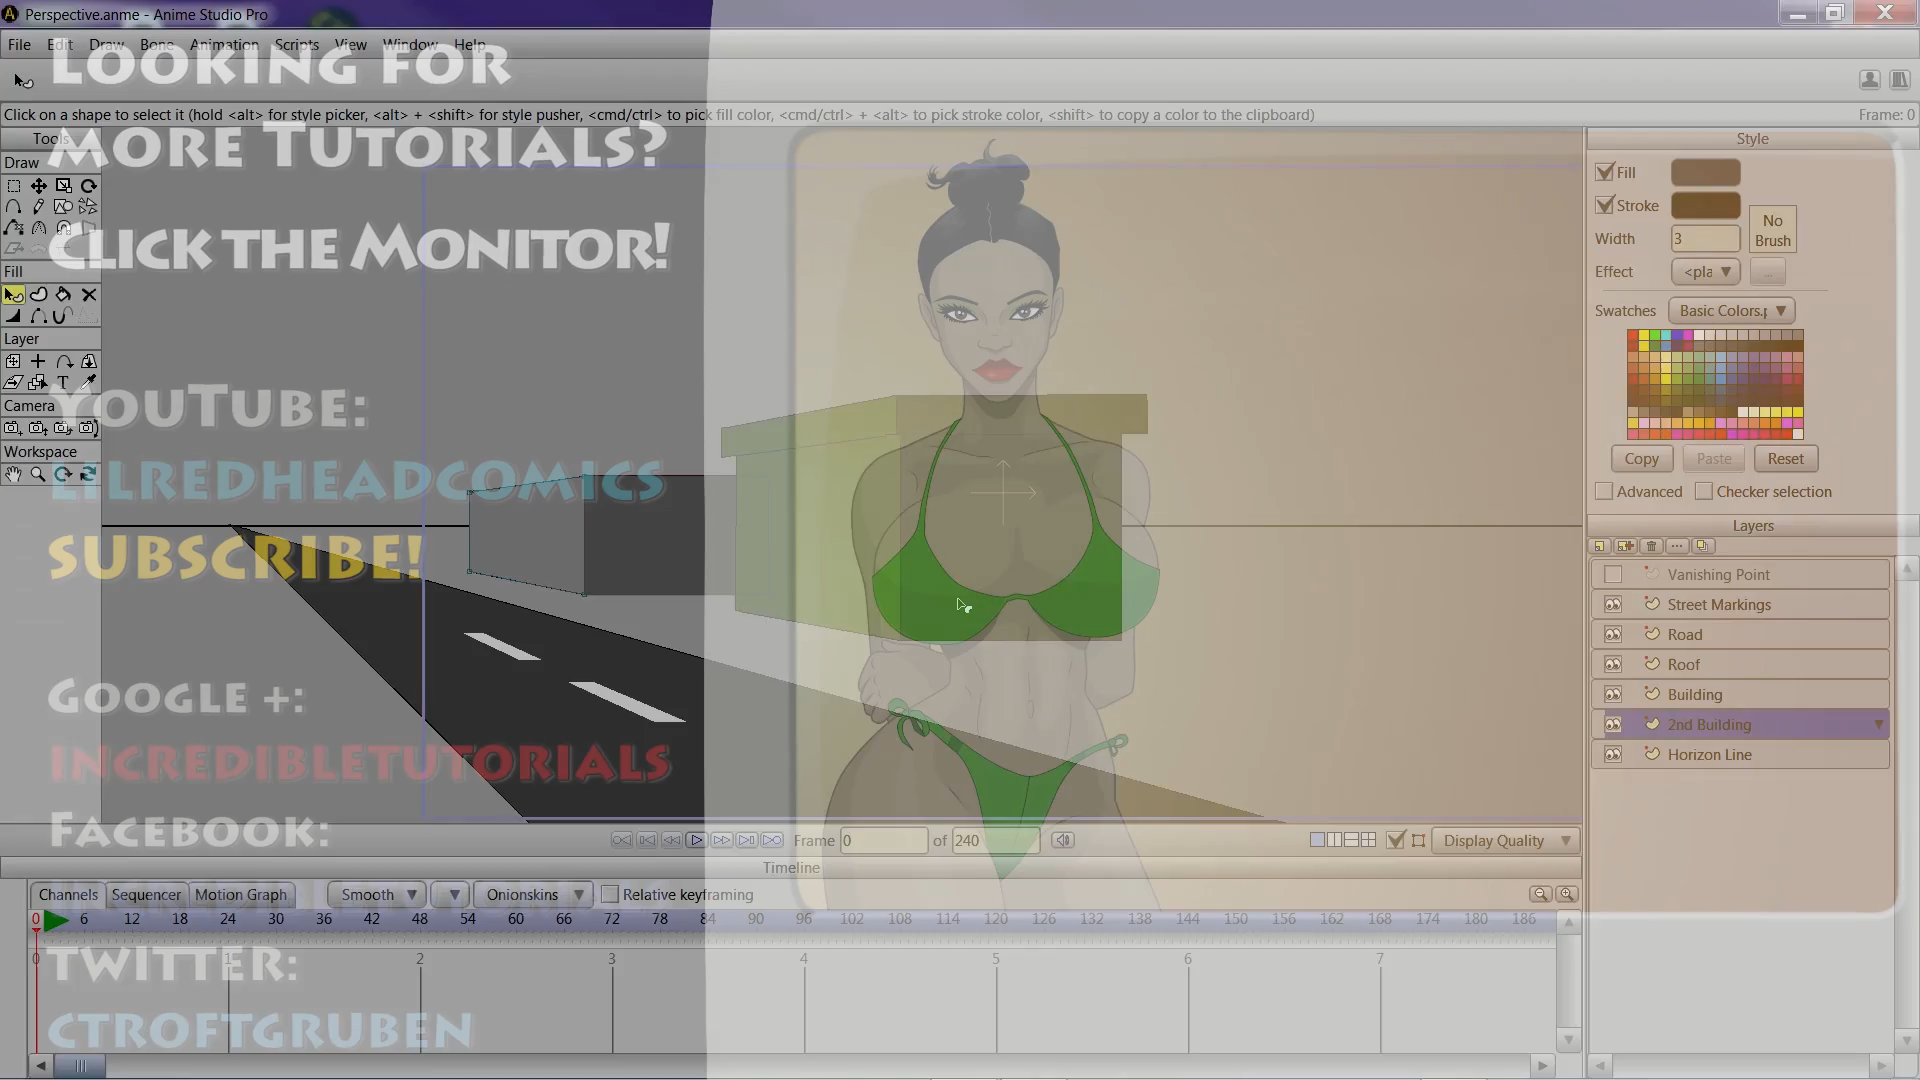 Perspective.anme - Anime Studio Pro
File Edit Draw Bone Animation Scripts View Window Help
LOOKING FOR
Click on a shape to select it (hold <alt> for style picker, <alt> + <shift> for style pusher, <cmd/ctrl> to pick fill color, <cmd/ctrl> + <alt> to pick stroke color, <shift> to copy a color to the clipboard)
Frame: 0
MORE TUTORIALS?
CLICK THE MONITOR!
YOUTUBE:
LILREDHEADCOMICS
SUBSCRIBE!
GOOGLE +:
INCREDIBLETUTORIALS
FACEBOOK:
TWITTER:
CTROFTGRUBEN
Tools
Draw
Fill
Layer
Camera
Workspace
Style
Fill
Stroke
No
Brush
Width 3
Effect <pla
...
Swatches Basic Colors.p
Copy Paste Reset
Advanced Checker selection
Layers
Vanishing Point
Street Markings
Road
Roof
Building
2nd Building
Horizon Line
Frame 0 of 240 Display Quality
Timeline
Channels Sequencer Motion Graph Smooth Onionskins Relative keyframing
0 6 12 18 24 30 36 42 48 54 60 66 72 78 84 90 96 102 108 114 120 126 132 138 144 150 156 162 168 174 180 186
0 1 2 3 4 5 6 7